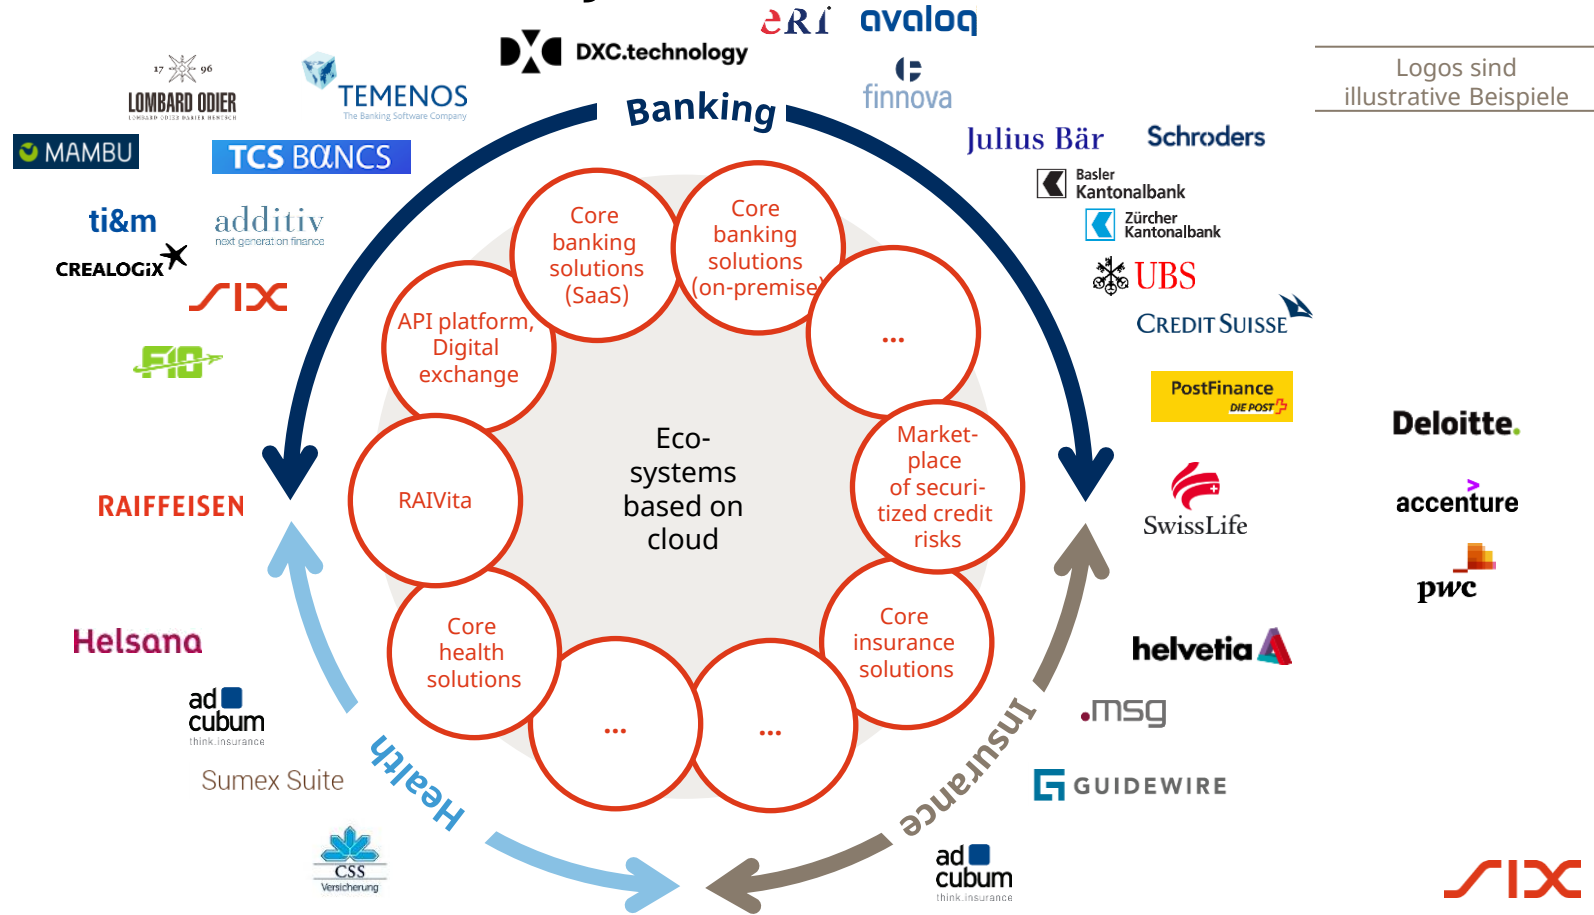 eRI
avaloq
DXC.technology
17 96
LOMBARD ODIER
LOMBARD ODIER DARIER HENTSCH
TEMENOS
The Banking Software Company
finnova
Logos sind
illustrative Beispiele
Banking
MAMBU
TCS BαNCS
Julius Bär
Schroders
Basler
Kantonalbank
Zürcher
Kantonalbank
ti&m
additiv
next generation finance
CREALOGiX
SIX
UBS
CREDIT SUISSE
F10
Core
banking
solutions
(SaaS)
Core
banking
solutions
(on-premise)
API platform,
Digital
exchange
...
PostFinance
DIE POST
Deloitte.
RAIFFEISEN
RAIVita
Eco-
systems
based on
cloud
Market-
place
of securi-
tized credit
risks
SwissLife
accenture
pwc
Helsana
Core
health
solutions
Core
insurance
solutions
helvetia
ad
cubum
think.insurance
...
...
.msg
Sumex Suite
Health
Insurance
GUIDEWIRE
CSS
Versicherung
ad
cubum
think.insurance
SIX